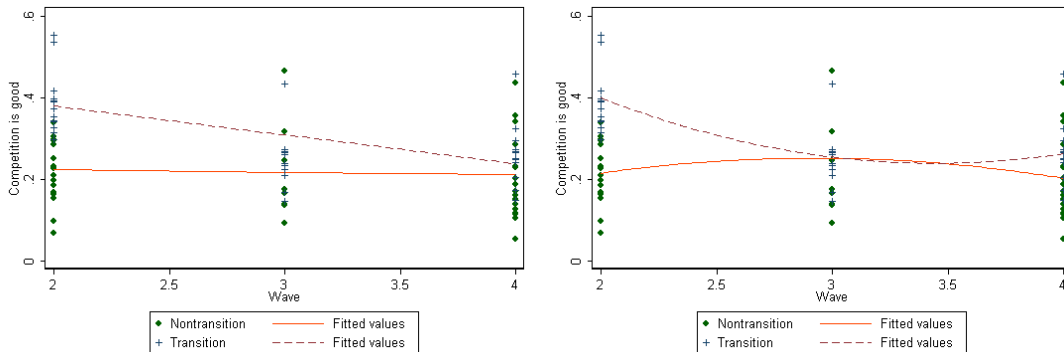 Competition is good
.6
.4
.2
0
2
2.5
3
3.5
4
Wave
Nontransition
Fitted values
Transition
Fitted values
Competition is good
.6
.4
.2
0
2
2.5
3
3.5
4
Wave
Nontransition
Fitted values
Transition
Fitted values